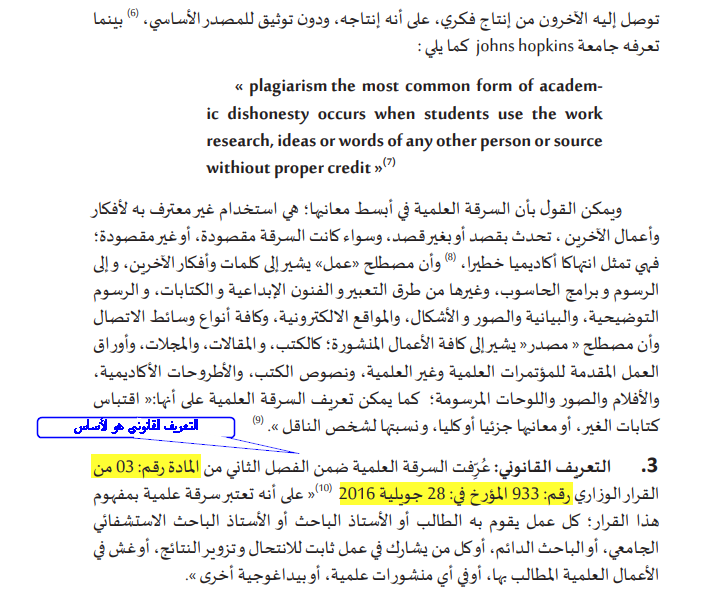 توصل إليه الآخرون من إنتاج فكري، على أنه إنتاجه، ودون توثيق للمصدر الأساسي، (6) بينما
تعرفه جامعة johns hopkins كما يلي :
« plagiarism the most common form of academ-
ic dishonesty occurs when students use the work
research, ideas or words of any other person or source
withiout proper credit »(7)
ويمكن القول بأن السرقة العلمية في أبسط معانيها؛ هي استخدام غير معترف به لأفكار
وأعمال الآخرين ، تحدث بقصد أو بغير قصد، وسواء كانت السرقة مقصودة، أو غير مقصودة؛
فهي تمثل انتهاكا أكاديميا خطيرا، (8) وأن مصطلح «عمل» يشير إلى كلمات وأفكار الآخرين، و إلى
الرسوم و برامج الحاسوب، وغيرها من طرق التعبير و الفنون الإبداعية و الكتابات، و الرسوم
التوضيحية، والبيانية والصور و الأشكال، والمواقع الالكترونية، وكافة أنواع وسائط الاتصال
وأن مصطلح « مصدر« يشير إلى كافة الأعمال المنشورة؛ كالكتب، و المقالات، والمجلات، وأوراق
العمل المقدمة للمؤتمرات العلمية وغير العلمية، ونصوص الكتب، والأطروحات الأكاديمية،
والأفلام والصور واللوحات المرسومة؛ كما يمكن تعريف السرقة العلمية على أنها:« اقتباس
كتابات الغير، أو معانيها جزئيا أو كليا، ونسبتها لشخص الناقل ». (9)
التعريف القانوني هو لأساس
3. التعريف القانوني: عُرِّفت السرقة العلمية ضمن الفصل الثاني من المادة رقم: 03 من
القرار الوزاري رقم: 933 المؤرخ في: 28 جويلية 2016 (10)« على أنه تعتبر سرقة علمية بمفهوم
هذا القرار؛ كل عمل يقوم به الطالب أو الأستاذ الباحث أو الأستاذ الباحث الاستشفائي
الجامعي، أو الباحث الدائم، أو كل من يشارك في عمل ثابت للانتحال وتزوير النتائج، أو غش في
الأعمال العلمية المطالب بها، أو في أي منشورات علمية، أو بيداغوجية أخرى ».